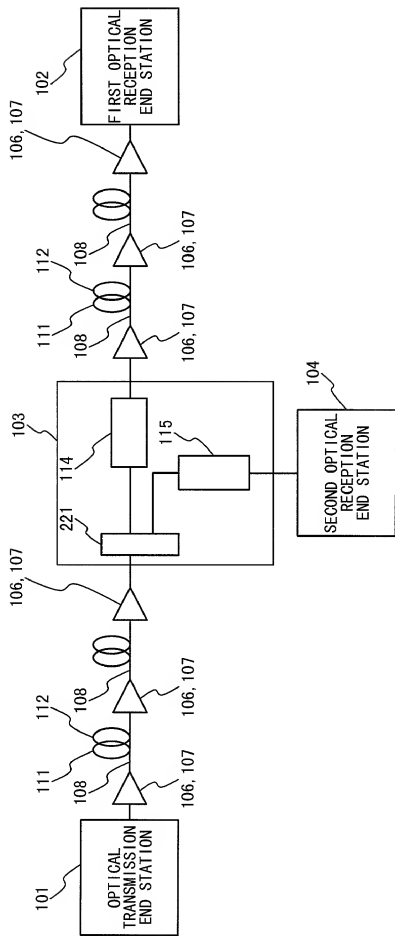 101
111
112
106, 107
103
111
112
106, 107
102
OPTICAL
TRANSMISSION
END STATION
108
108
221
114
108
108
FIRST OPTICAL
RECEPTION
END STATION
106, 107
106, 107
115
106, 107
106, 107
104
SECOND OPTICAL
RECEPTION
END STATION